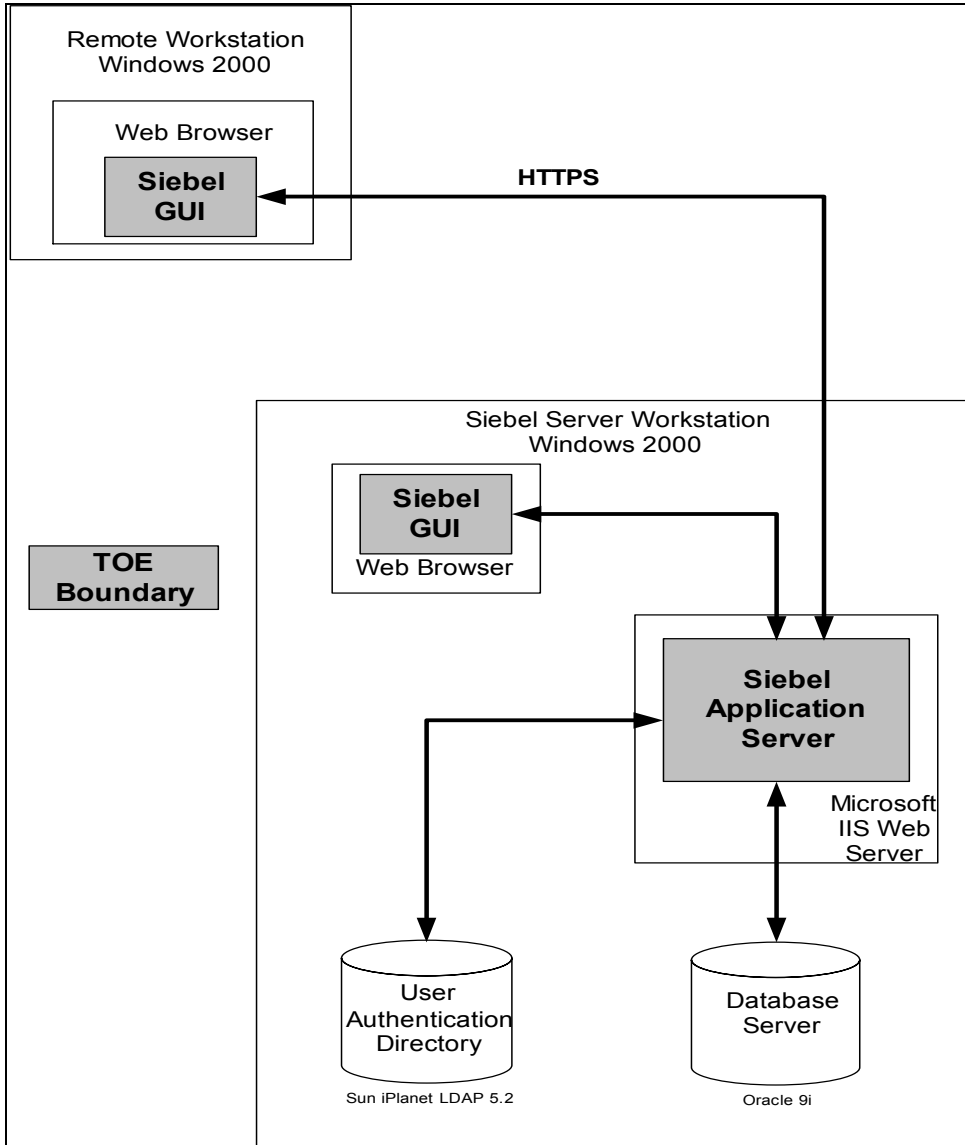 Remote Workstation
Windows 2000
Web Browser
Siebel
GUI
HTTPS
Siebel Server Workstation
Windows 2000
Siebel
GUI
Web Browser
TOE
Boundary
Siebel
Application
Server
Microsoft
IIS Web
Server
User
Authentication
Directory
Database
Server
Sun iPlanet LDAP 5.2
Oracle 9i